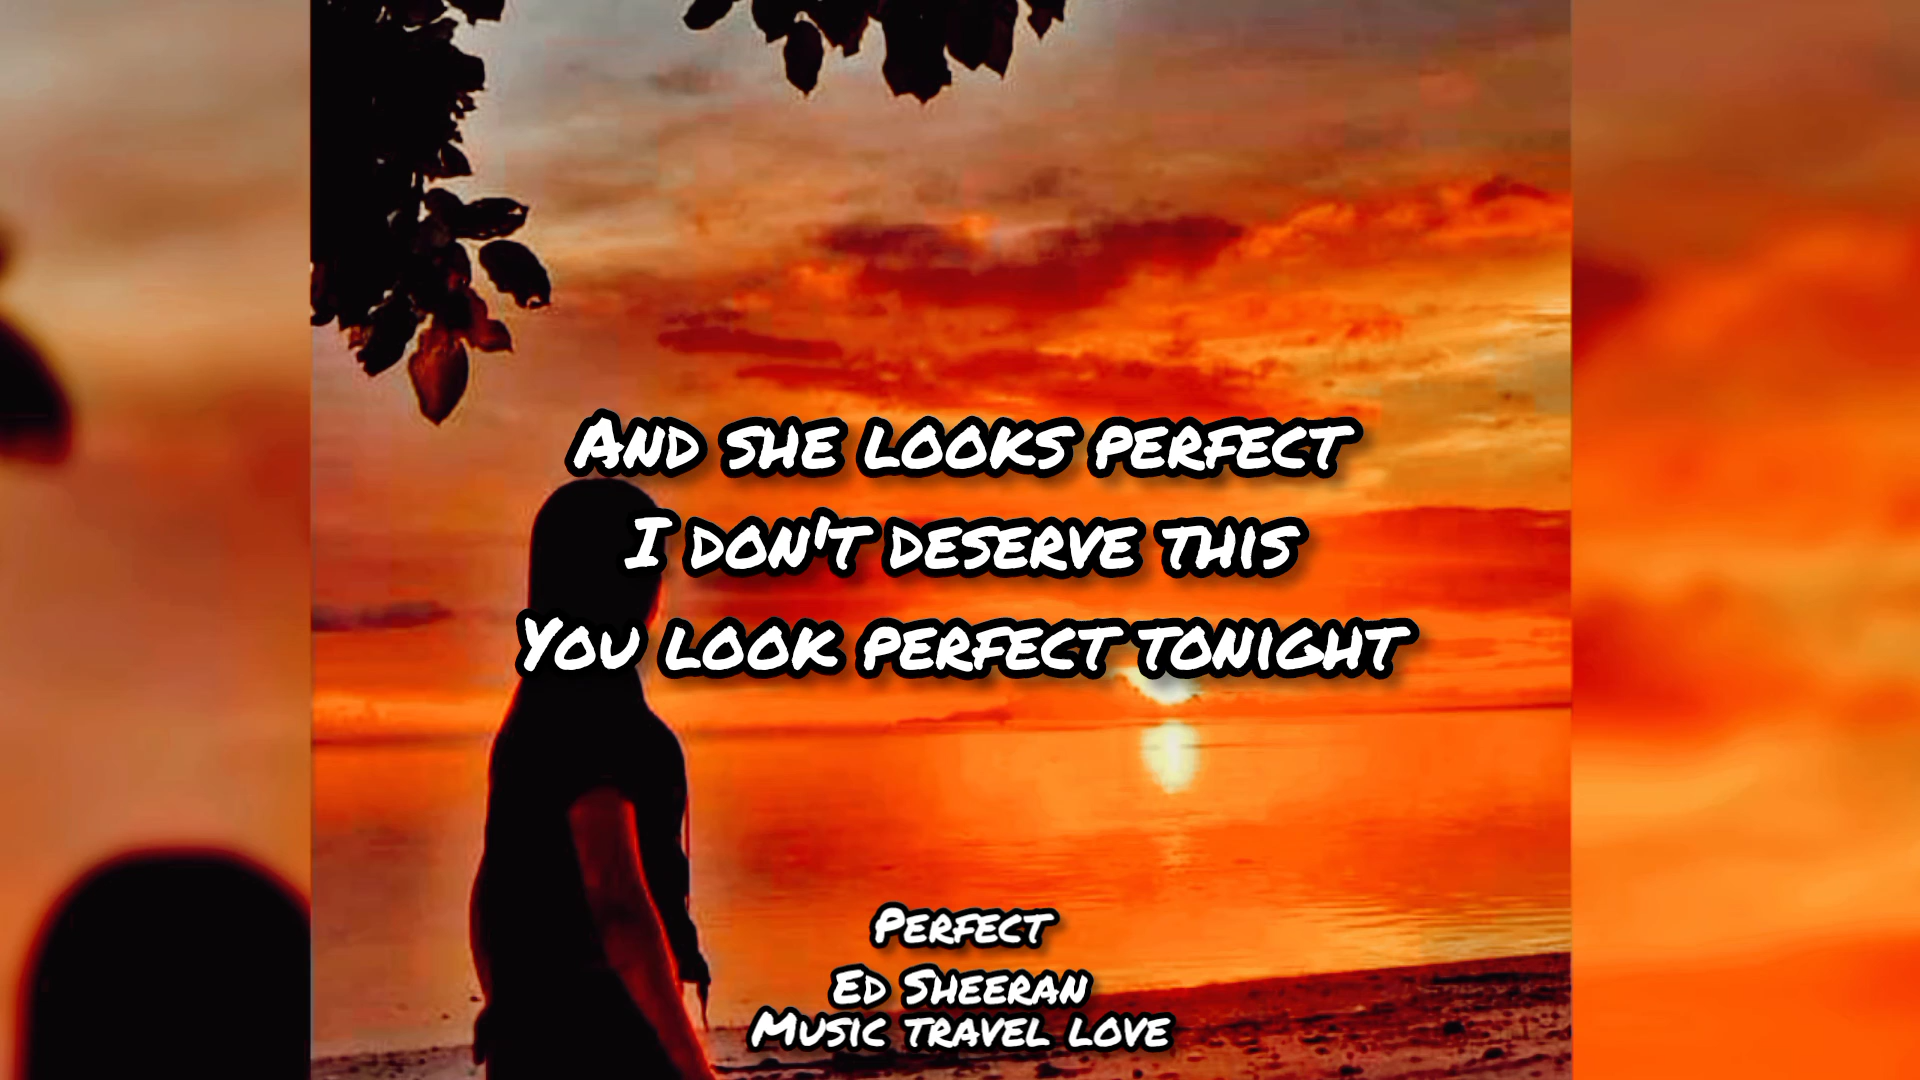 And she looks perfect
I don't deserve this
You look perfect tonight
Perfect
Ed Sheeran
Music travel love